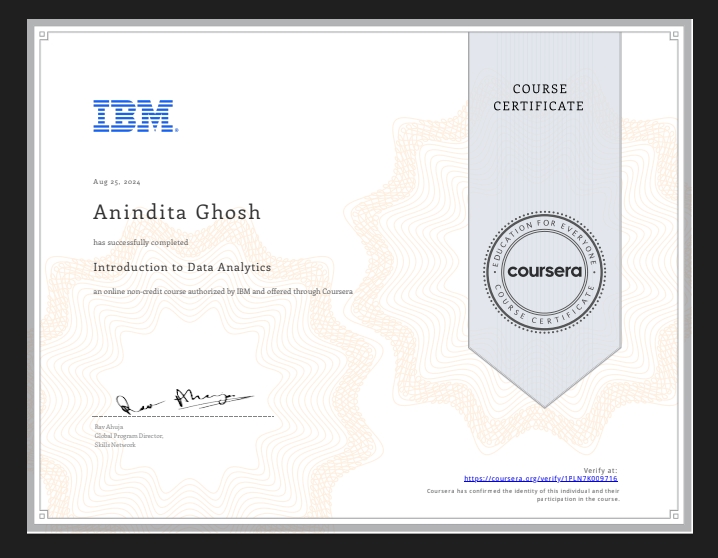 COURSE
CERTIFICATE
IBM®
Aug 25, 2024
Anindita Ghosh
has successfully completed
Introduction to Data Analytics
an online non-credit course authorized by IBM and offered through Coursera
EDUCATION FOR EVERYONE
coursera
COURSE CERTIFICATE
Rav Ahuja
Global Program Director,
Skills Network
Verify at:
https://coursera.org/verify/1PLN7K009716
Coursera has confirmed the identity of this individual and their
participation in the course.